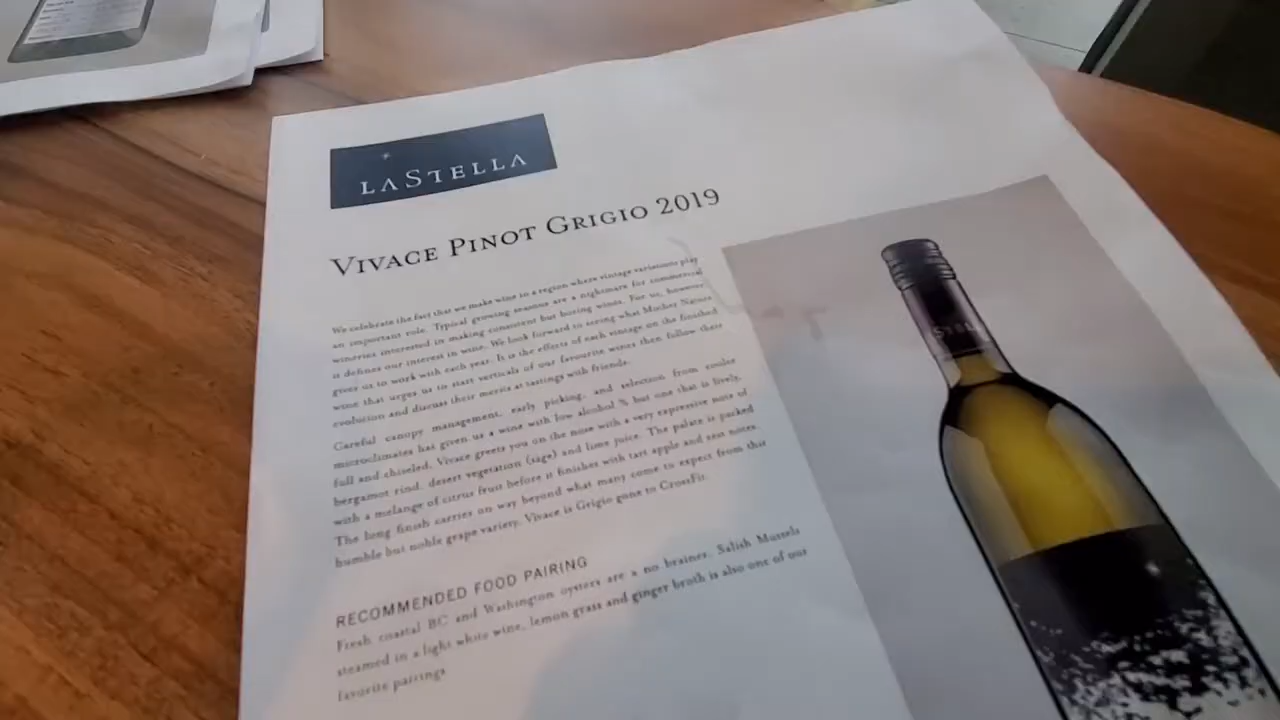 LASTELLA
VIVACE PINOT GRIGIO 2019
We celebrate the fact that we make wine in a region where vintage variations play
an important role. Typical growing seasons are a nightmare for commercial
wineries interested in making consistent but boring wines. For us, however
it defines our interest in wine. We look forward to seeing what Mother Nature
gives us to work with each year. It is the effects of each vintage on the finished
wine that urges us to start verticals of our favourite wines then follow their
evolution and discuss their merits at tastings with friends.
Careful canopy management, early picking, and selection from cooler
microclimates has given us a wine with low alcohol % but one that is lively,
full and chiseled. Vivace greets you on the nose with a very expressive note of
bergamot rind, desert vegetation (sage) and lime juice. The palate is packed
with a melange of citrus fruit before it finishes with tart apple and zest notes.
The long finish carries on way beyond what many come to expect from this
humble but noble grape variety. Vivace is Grigio gone to CrossFit.
RECOMMENDED FOOD PAIRING
Fresh coastal BC and Washington oysters are a no brainer. Salish Mussels
steamed in a light white wine, lemon grass and ginger broth is also one of our
favorite pairings